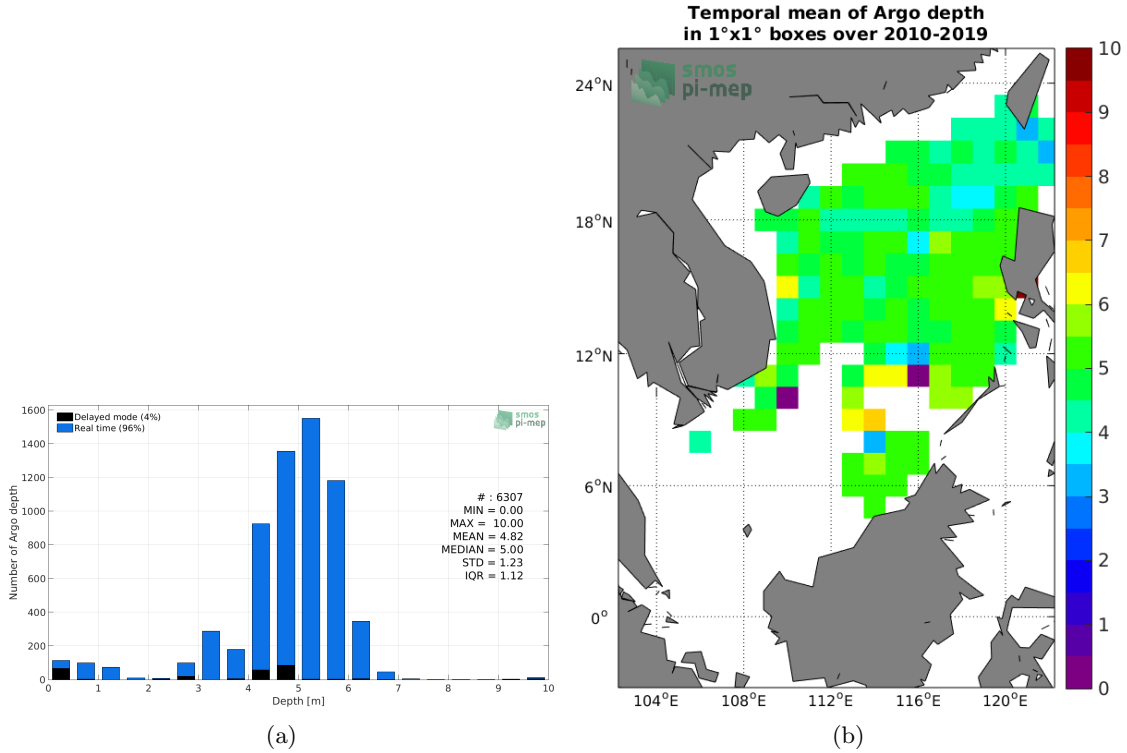 Temporal mean of Argo depth
in 1°x1° boxes over 2010-2019
smos
pi-mep
24°N
18°N
12°N
6°N
0°
104°E
108°E
112°E
116°E
120°E
10
9
8
7
6
5
4
3
2
1
0
Delayed mode (4%)
Real time (96%)
smos
pi-mep
# : 6307
MIN = 0.00
MAX = 10.00
MEAN = 4.82
MEDIAN = 5.00
STD = 1.23
IQR = 1.12
Number of Argo depth
1600
1400
1200
1000
800
600
400
200
0
0 1 2 3 4 5 6 7 8 9 10
Depth [m]
(a)
(b)